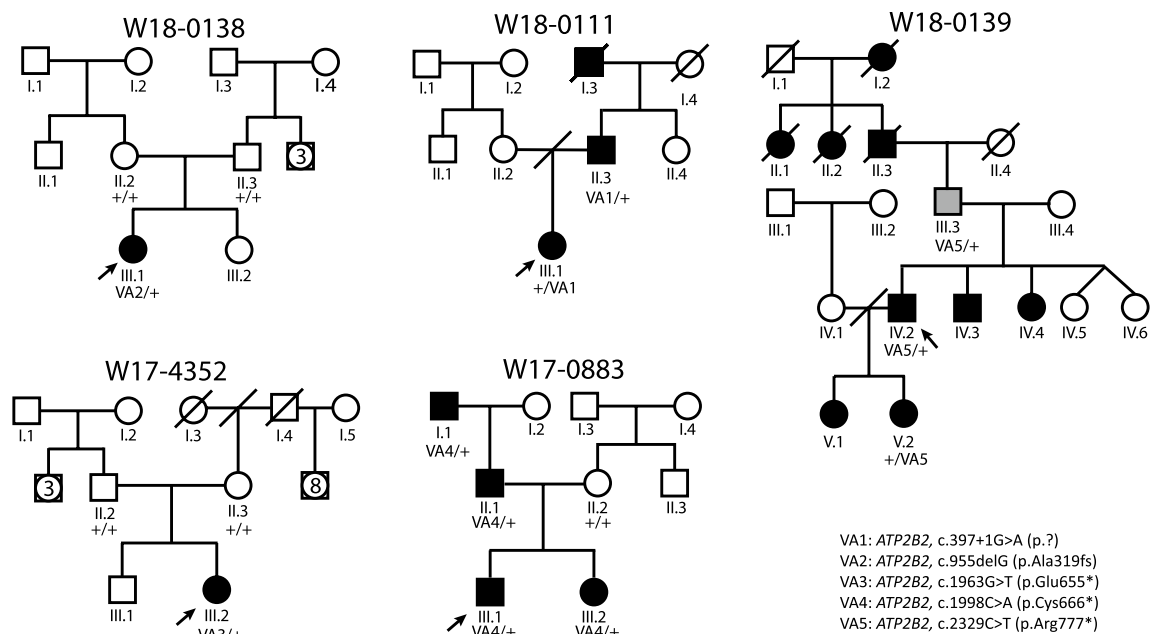 W18-0138
I.1
I.2
I.3
I.4
II.1
II.2
+/+
II.3
+/+
3
III.1
VA2/+
III.2
W18-0111
I.1
I.2
I.3
I.4
II.1
II.2
II.3
VA1/+
II.4
III.1
+/VA1
W18-0139
I.1
I.2
II.1
II.2
II.3
II.4
III.1
III.2
III.3
VA5/+
III.4
IV.1
IV.2
VA5/+
IV.3
IV.4
IV.5
IV.6
V.1
V.2
+/VA5
W17-4352
I.1
I.2
I.3
I.4
I.5
3
II.2
+/+
II.3
+/+
8
III.1
III.2
VA3/+
W17-0883
I.1
VA4/+
I.2
I.3
I.4
II.1
VA4/+
II.2
+/+
II.3
III.1
VA4/+
III.2
VA4/+
VA1: ATP2B2, c.397+1G>A (p.?)
VA2: ATP2B2, c.955delG (p.Ala319fs)
VA3: ATP2B2, c.1963G>T (p.Glu655*)
VA4: ATP2B2, c.1998C>A (p.Cys666*)
VA5: ATP2B2, c.2329C>T (p.Arg777*)